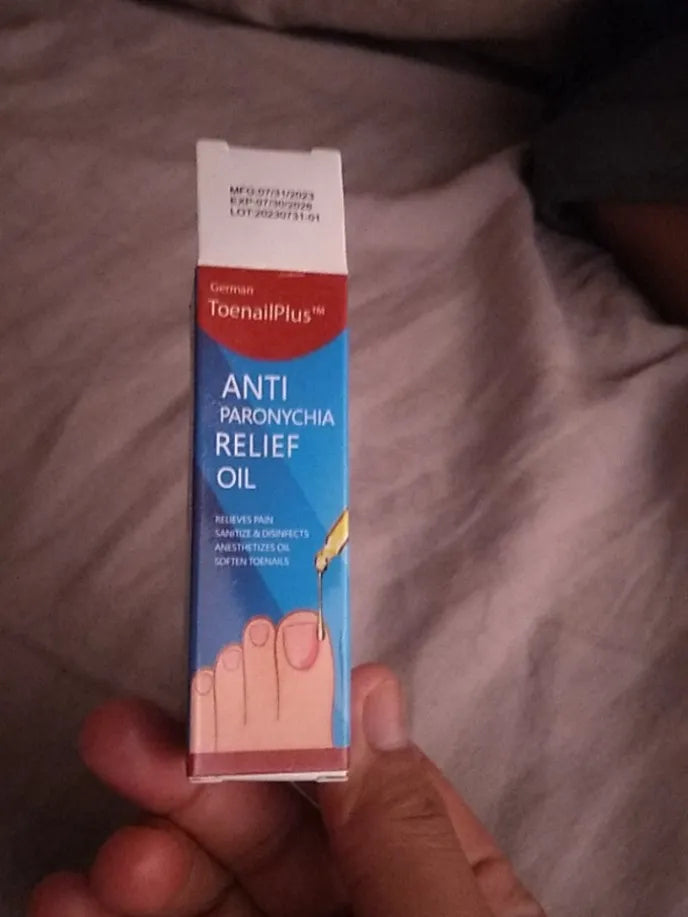 MFG:07/31/2023
EXP:07/30/2026
LOT:20230731-01
German
ToenailPlus™
ANTI
PARONYCHIA
RELIEF
OIL
RELIEVES PAIN
SANITIZE & DISINFECTS
ANESTHETIZES OIL
SOFTEN TOENAILS